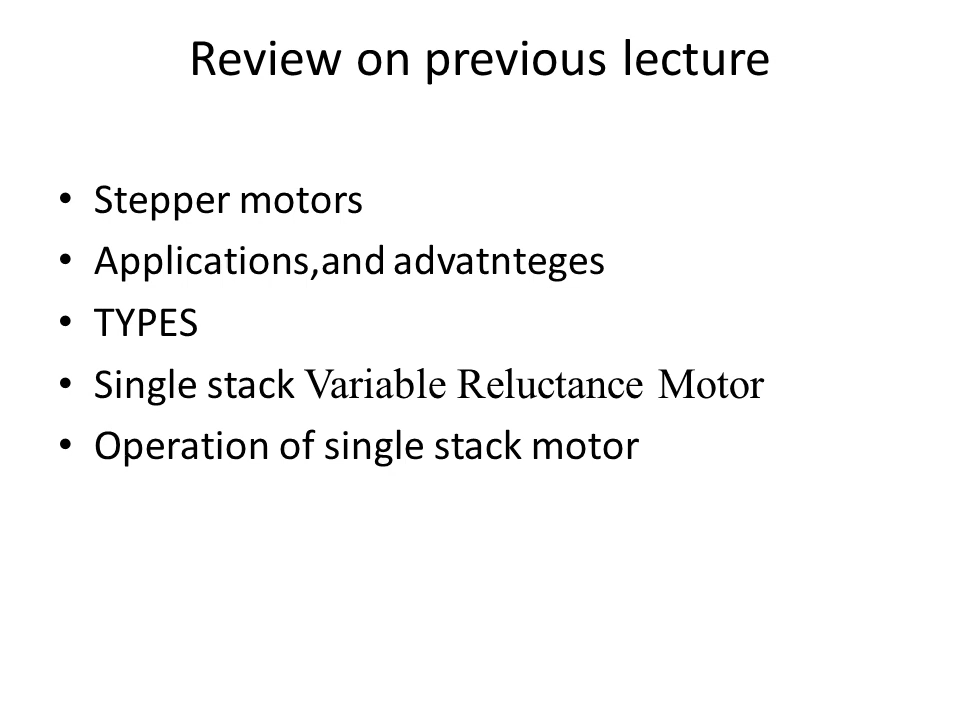 Review on previous lecture
• Stepper motors
• Applications,and advatnteges
• TYPES
• Single stack Variable Reluctance Motor
• Operation of single stack motor